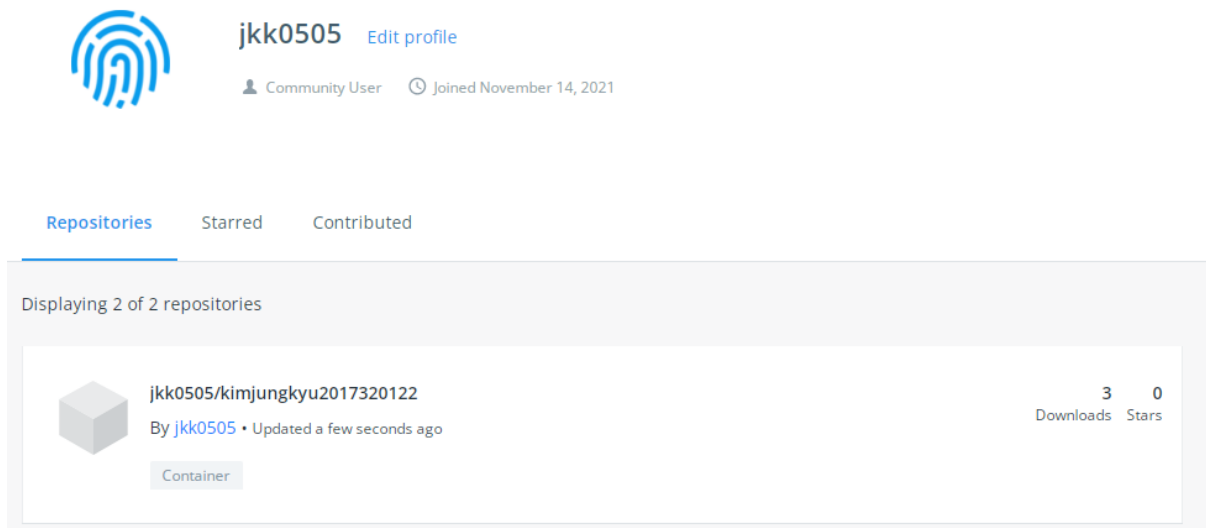 jkk0505 Edit profile
Community User Joined November 14, 2021
Repositories Starred Contributed
Displaying 2 of 2 repositories
jkk0505/kimjungkyu2017320122 3 0
By jkk0505 • Updated a few seconds ago Downloads Stars
Container